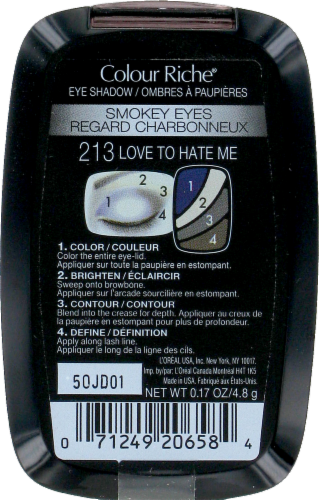 Colour Riche®
EYE SHADOW / OMBRES À PAUPIÈRES
SMOKEY EYES
REGARD CHARBONNEUX
213 LOVE TO HATE ME
1 2 3 4
1 2 3 4
1. COLOR / COULEUR
Color the entire eye-lid.
Appliquer sur toute la paupière en estompant.
2. BRIGHTEN / ÉCLAIRCIR
Sweep onto browbone.
Appliquer sur l'arcade sourcilière en estompant.
3. CONTOUR / CONTOUR
Blend into the crease for depth. Appliquer au creux de
la paupière en estompant pour plus de profondeur.
4. DEFINE / DÉFINITION
Apply along lash line.
Appliquer le long de la ligne des cils.
L'ORÉAL USA, Inc. New York, NY 10017.
Imp. by/par: L'Oréal Canada Montréal H4T 1K5
Made in USA. Fabriqué aux États-Unis.
NET WT 0.17 OZ/4.8 g
50JD01
0 71249 20658 4